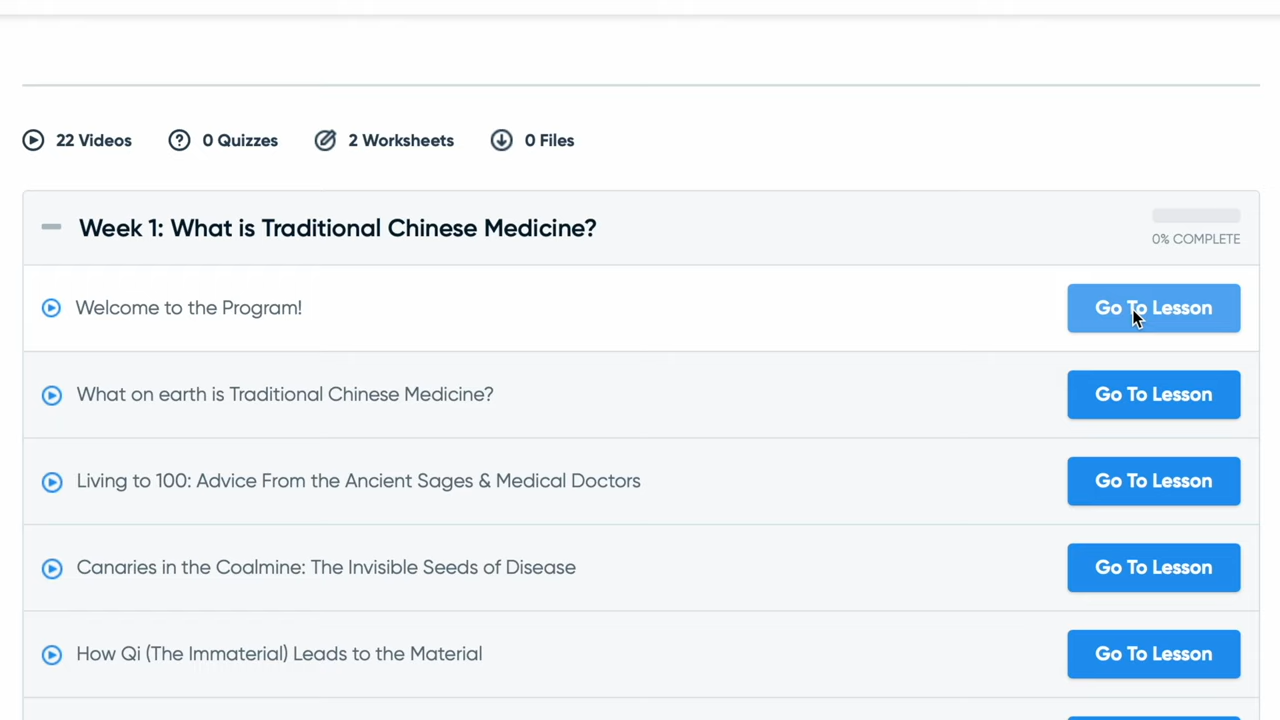 22 Videos 0 Quizzes 2 Worksheets 0 Files
Week 1: What is Traditional Chinese Medicine?
0% COMPLETE
Welcome to the Program! Go To Lesson
What on earth is Traditional Chinese Medicine? Go To Lesson
Living to 100: Advice From the Ancient Sages & Medical Doctors Go To Lesson
Canaries in the Coalmine: The Invisible Seeds of Disease Go To Lesson
How Qi (The Immaterial) Leads to the Material Go To Lesson